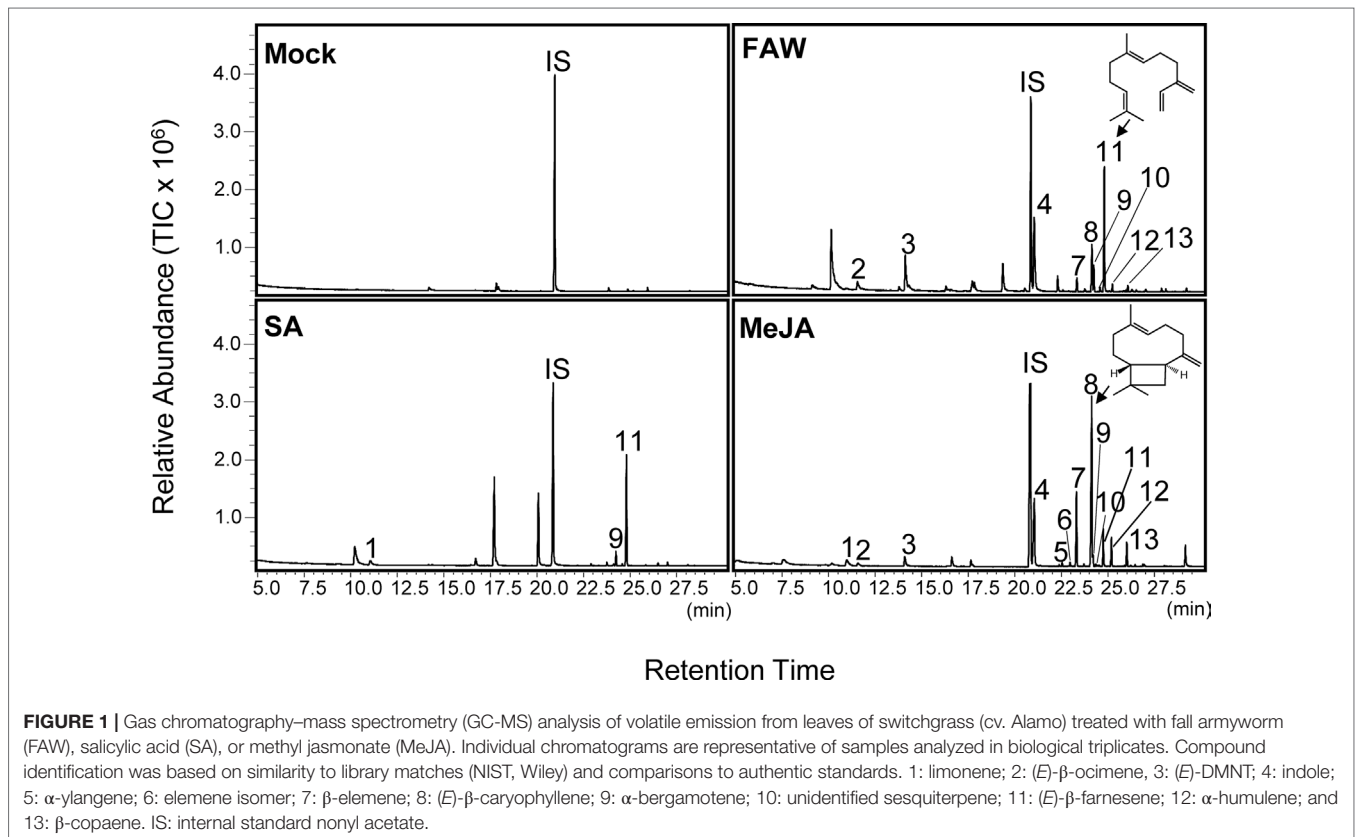 Mock
IS
FAW
IS
H
H
11
10
9
4
8
3
12 13
2
7
4.0
3.0
2.0
1.0
Relative Abundance (TIC x 10⁶)
SA
IS
11
1
9
MeJA
IS
8
9
11
7
10
12
4
6
5
13
12
3
4.0
3.0
2.0
1.0
5.0 7.5 10.0 12.5 15.0 17.5 20.0 22.5 25.0 27.5
(min)
5.0 7.5 10.0 12.5 15.0 17.5 20.0 22.5 25.0 27.5
(min)
Retention Time
FIGURE 1 | Gas chromatography–mass spectrometry (GC-MS) analysis of volatile emission from leaves of switchgrass (cv. Alamo) treated with fall armyworm
(FAW), salicylic acid (SA), or methyl jasmonate (MeJA). Individual chromatograms are representative of samples analyzed in biological triplicates. Compound
identification was based on similarity to library matches (NIST, Wiley) and comparisons to authentic standards. 1: limonene; 2: (E)-β-ocimene, 3: (E)-DMNT; 4: indole;
5: α-ylangene; 6: elemene isomer; 7: β-elemene; 8: (E)-β-caryophyllene; 9: α-bergamotene; 10: unidentified sesquiterpene; 11: (E)-β-farnesene; 12: α-humulene; and
13: β-copaene. IS: internal standard nonyl acetate.